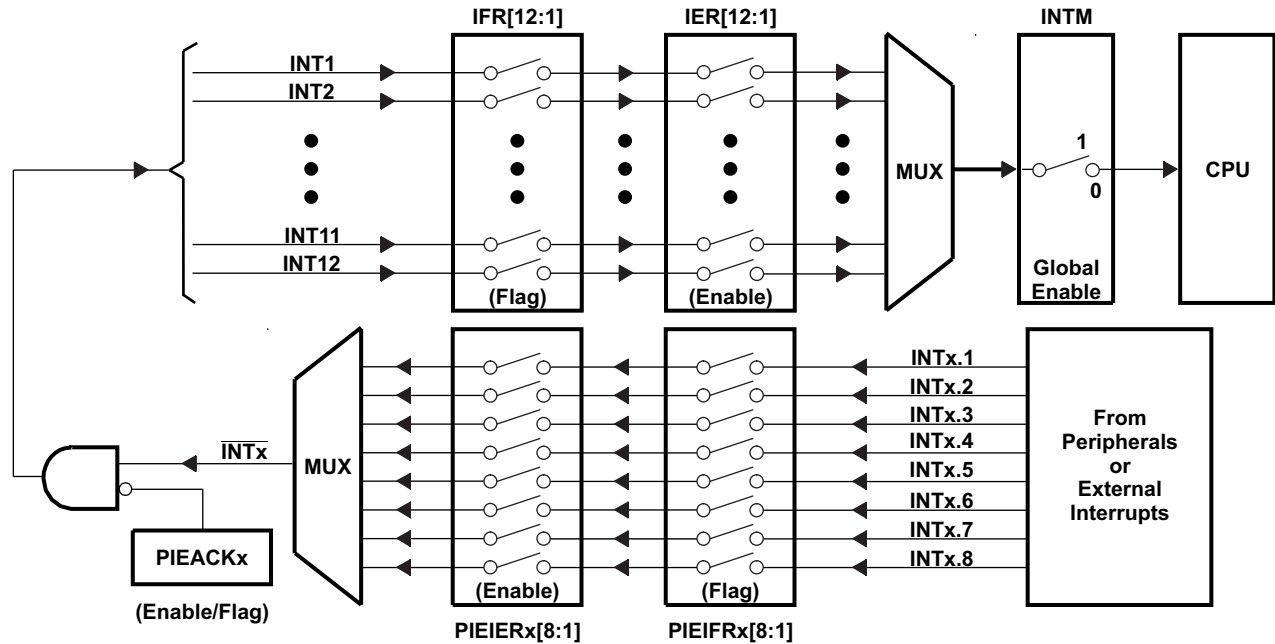 IFR[12:1]
IER[12:1]
INTM
INT1
INT2
INT11
INT12
(Flag)
(Enable)
MUX
1
0
Global
Enable
CPU
INTx
MUX
PIEACKx
(Enable/Flag)
(Enable)
PIEIERx[8:1]
(Flag)
PIEIFRx[8:1]
INTx.1
INTx.2
INTx.3
INTx.4
INTx.5
INTx.6
INTx.7
INTx.8
From
Peripherals
or
External
Interrupts